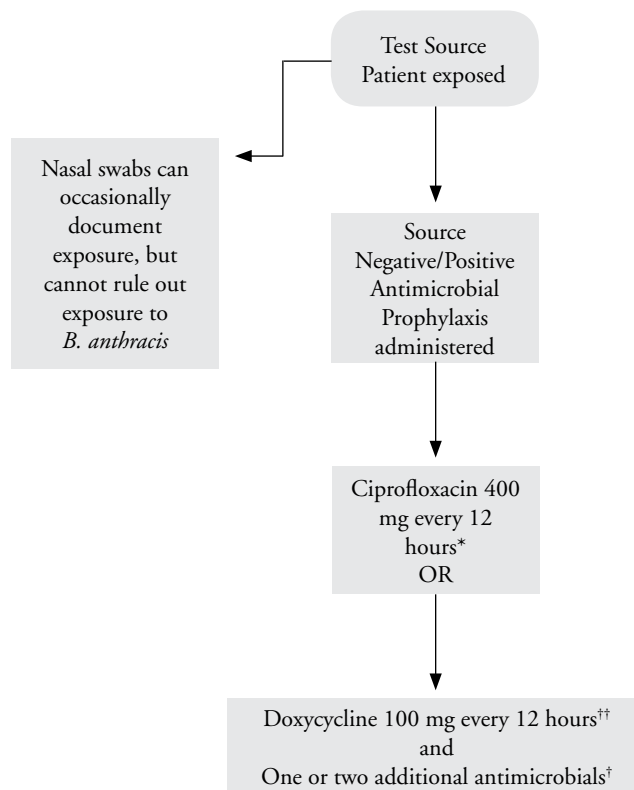 Test Source
Patient exposed
Nasal swabs can
occasionally
document
exposure, but
cannot rule out
exposure to
B. anthracis
Source
Negative/Positive
Antimicrobial
Prophylaxis
administered
Ciprofloxacin 400
mg every 12
hours*
OR
Doxycycline 100 mg every 12 hours††
and
One or two additional antimicrobials†